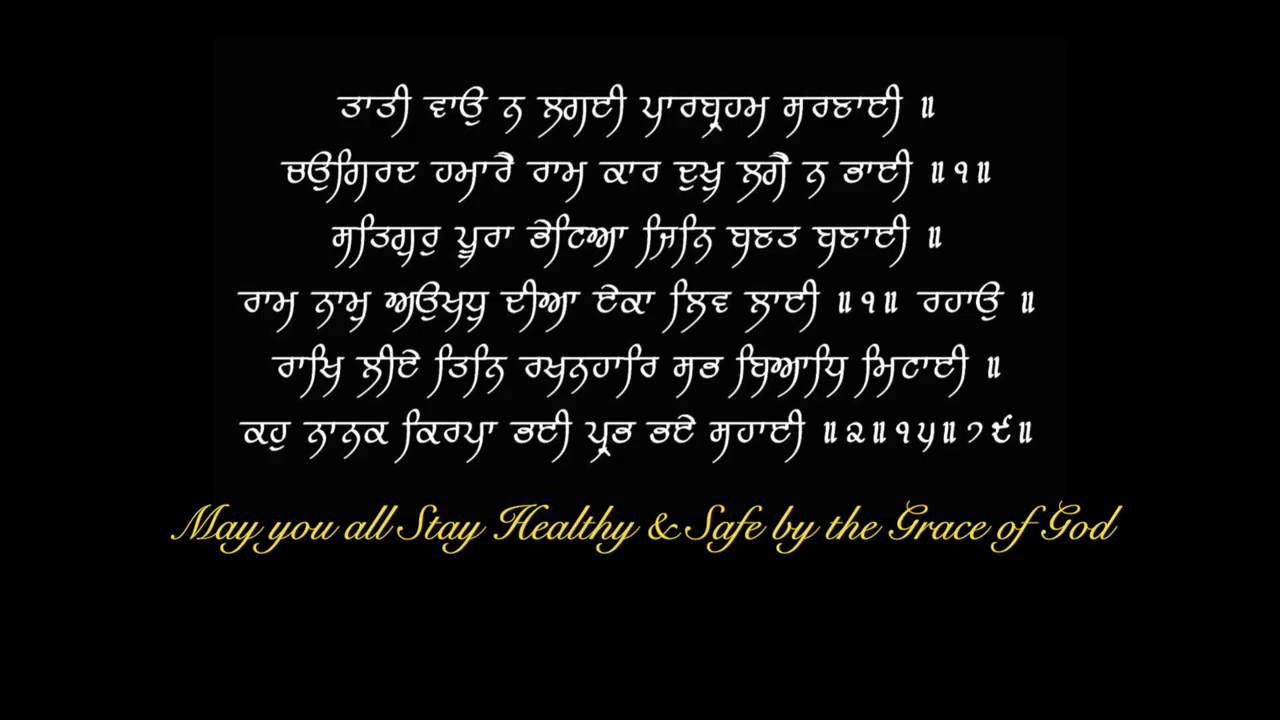 ਤਾਤੀ ਵਾਉ ਨ ਲਗਈ ਪਾਰਬ੍ਰਹਮ ਸਰਣਾਈ ॥
ਚਉਗਿਰਦ ਹਮਾਰੈ ਰਾਮ ਕਾਰ ਦੁਖੁ ਲਗੈ ਨ ਭਾਈ ॥੧॥
ਸਤਿਗੁਰੁ ਪੂਰਾ ਭੇਟਿਆ ਜਿਨਿ ਬਣਤ ਬਣਾਈ ॥
ਰਾਮ ਨਾਮੁ ਅਉਖਧੁ ਦੀਆ ਏਕਾ ਲਿਵ ਲਾਈ ॥੧॥ ਰਹਾਉ ॥
ਰਾਖਿ ਲੀਏ ਤਿਨਿ ਰਖਨਹਾਰਿ ਸਭ ਬਿਆਧਿ ਮਿਟਾਈ ॥
ਕਹੁ ਨਾਨਕ ਕਿਰਪਾ ਭਈ ਪ੍ਰਭ ਭਏ ਸਹਾਈ ॥੨॥੧੫॥੭੯॥
May you all Stay Healthy & Safe by the Grace of God